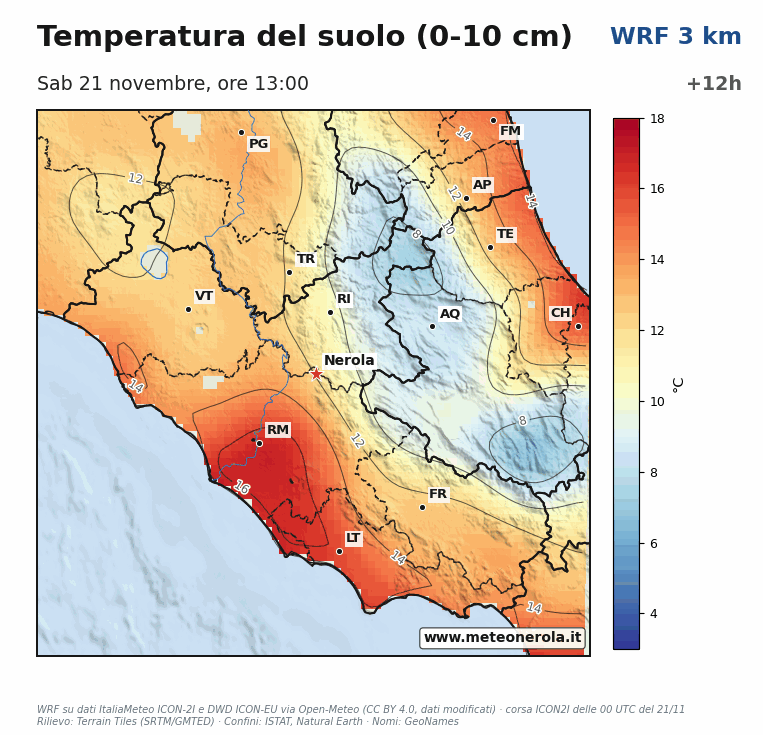 Temperatura del suolo (0-10 cm)
WRF 3 km
Sab 21 novembre, ore 13:00
+12h
FM
14
PG
12
AP
12
14
10
TE
8
TR
VT
RI
AQ
CH
Nerola
14
8
RM
12
16
FR
LT
14
14
www.meteonerola.it
18
16
14
12
10
8
6
4
°C
WRF su dati ItaliaMeteo ICON-2I e DWD ICON-EU via Open-Meteo (CC BY 4.0, dati modificati) · corsa ICON2I delle 00 UTC del 21/11
Rilievo: Terrain Tiles (SRTM/GMTED) · Confini: ISTAT, Natural Earth · Nomi: GeoNames